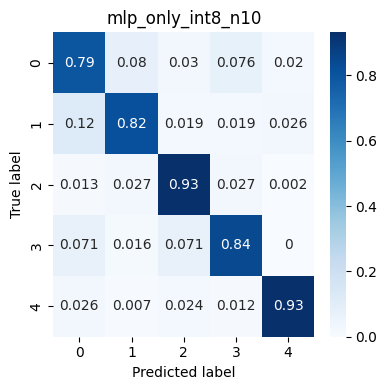 mlp_only_int8_n10
0 0.79 0.08 0.03 0.076 0.02
1 0.12 0.82 0.019 0.019 0.026
2 0.013 0.027 0.93 0.027 0.002
3 0.071 0.016 0.071 0.84 0
4 0.026 0.007 0.024 0.012 0.93
0 1 2 3 4
True label
Predicted label
0.8
0.6
0.4
0.2
0.0